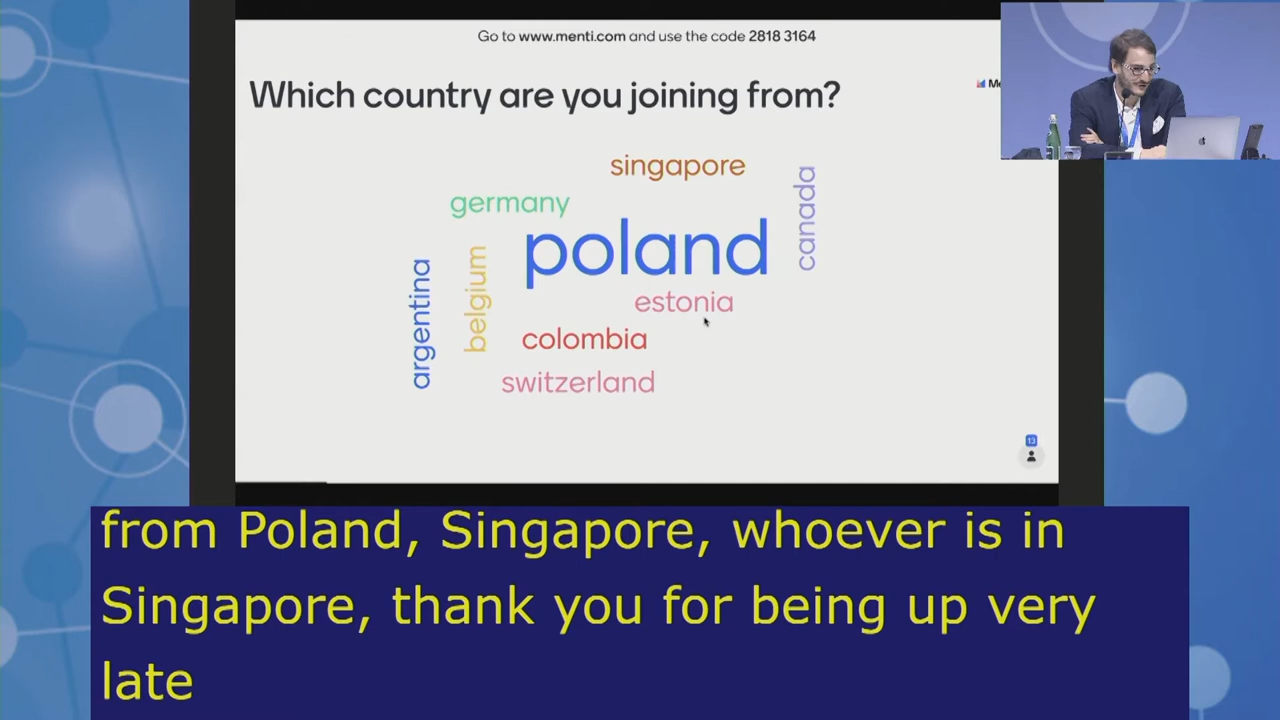 Go to www.menti.com and use the code 2818 3164
Which country are you joining from?
singapore
germany
canada
poland
argentina
belgium
estonia
colombia
switzerland
13
from Poland, Singapore, whoever is in
Singapore, thank you for being up very
late